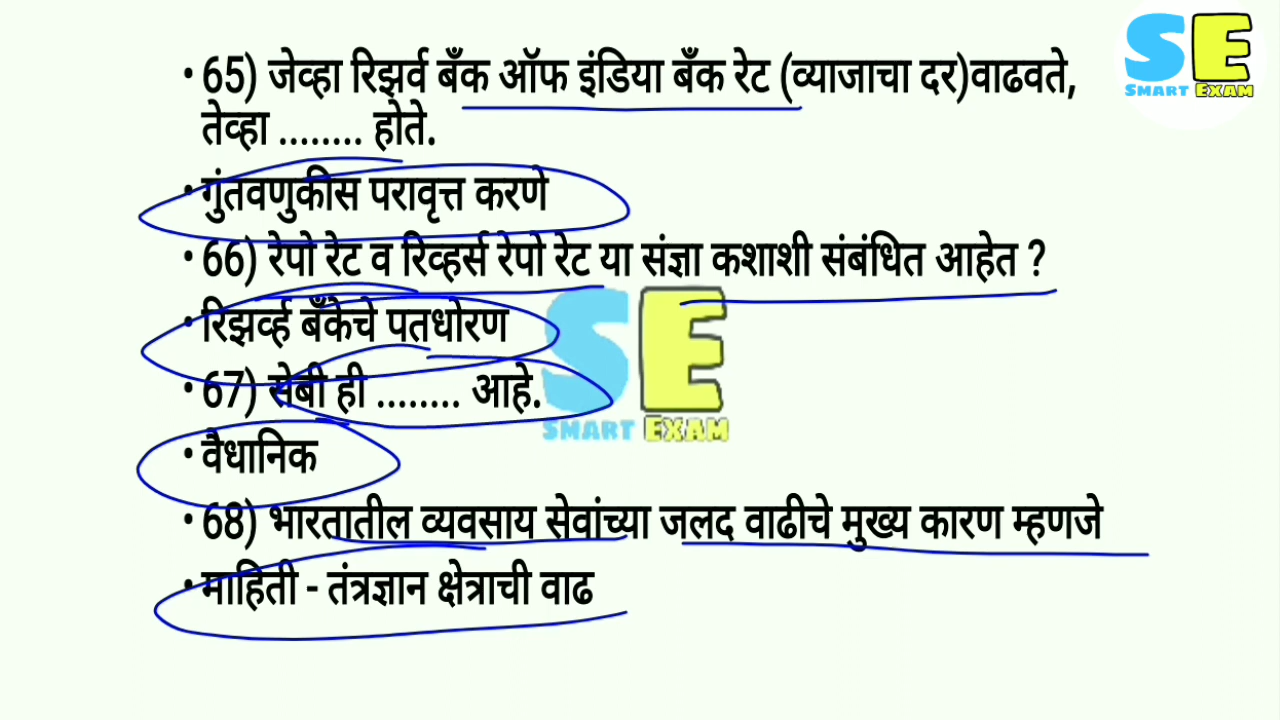 SE
SMART EXAM
• 65) जेव्हा रिझर्व बँक ऑफ इंडिया बँक रेट (व्याजाचा दर)वाढवते,
तेव्हा ........ होते.
• गुंतवणुकीस परावृत्त करणे
• 66) रेपो रेट व रिव्हर्स रेपो रेट या संज्ञा कशाशी संबंधित आहेत ?
• रिझर्व्ह बँकेचे पतधोरण
SE
SMART EXAM
• 67) सेबी ही ........ आहे.
• वैधानिक
• 68) भारतातील व्यवसाय सेवांच्या जलद वाढीचे मुख्य कारण म्हणजे
• माहिती - तंत्रज्ञान क्षेत्राची वाढ